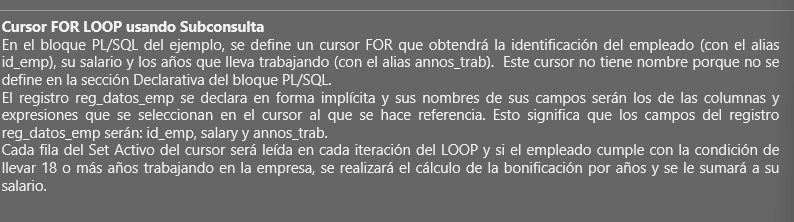 Cursor FOR LOOP usando Subconsulta
En el bloque PL/SQL del ejemplo, se define un cursor FOR que obtendrá la identificación del empleado (con el alias
id_emp), su salario y los años que lleva trabajando (con el alias annos_trab).  Este cursor no tiene nombre porque no se
define en la sección Declarativa del bloque PL/SQL.
El registro reg_datos_emp se declara en forma implícita y sus nombres de sus campos serán los de las columnas y
expresiones que se seleccionan en el cursor al que se hace referencia. Esto significa que los campos del registro
reg_datos_emp serán: id_emp, salary y annos_trab.
Cada fila del Set Activo del cursor será leída en cada iteración del LOOP y si el empleado cumple con la condición de
llevar 18 o más años trabajando en la empresa, se realizará el cálculo de la bonificación por años y se le sumará a su
salario.